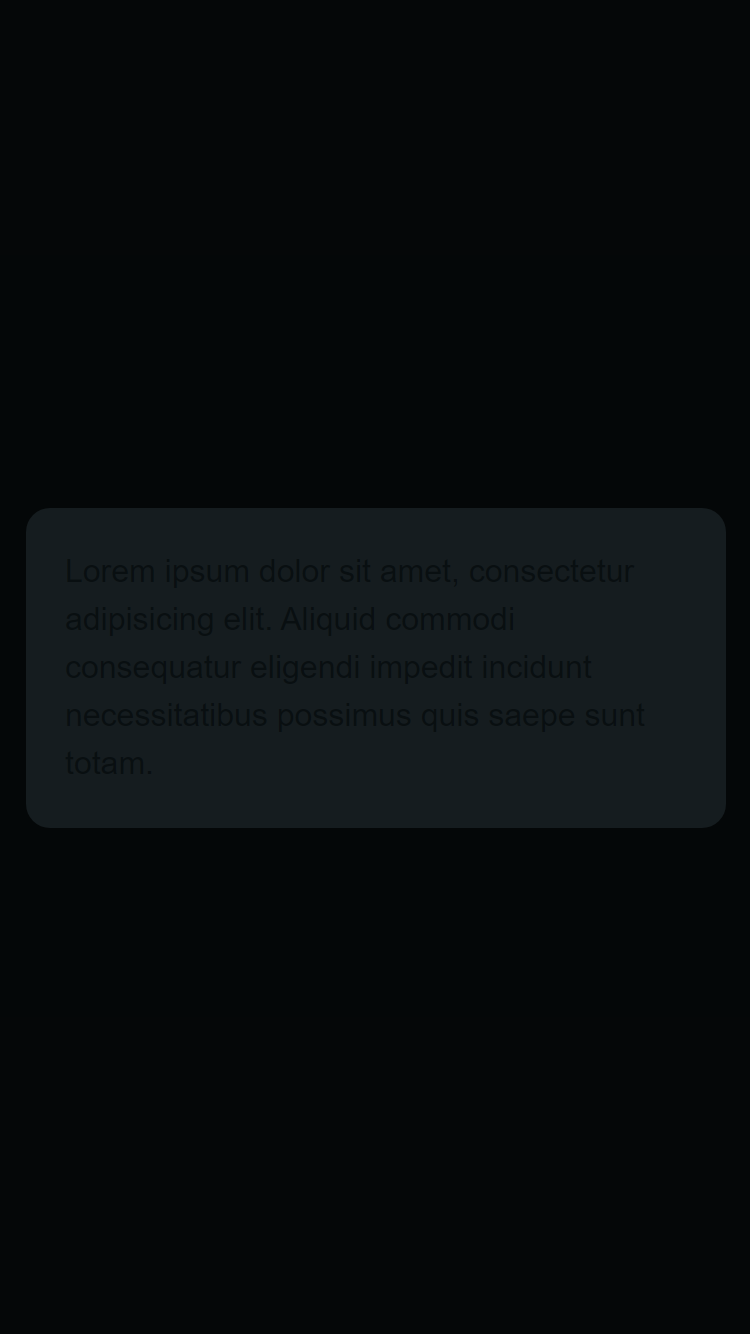 Lorem ipsum dolor sit amet, consectetur
adipisicing elit. Aliquid commodi
consequatur eligendi impedit incidunt
necessitatibus possimus quis saepe sunt
totam.